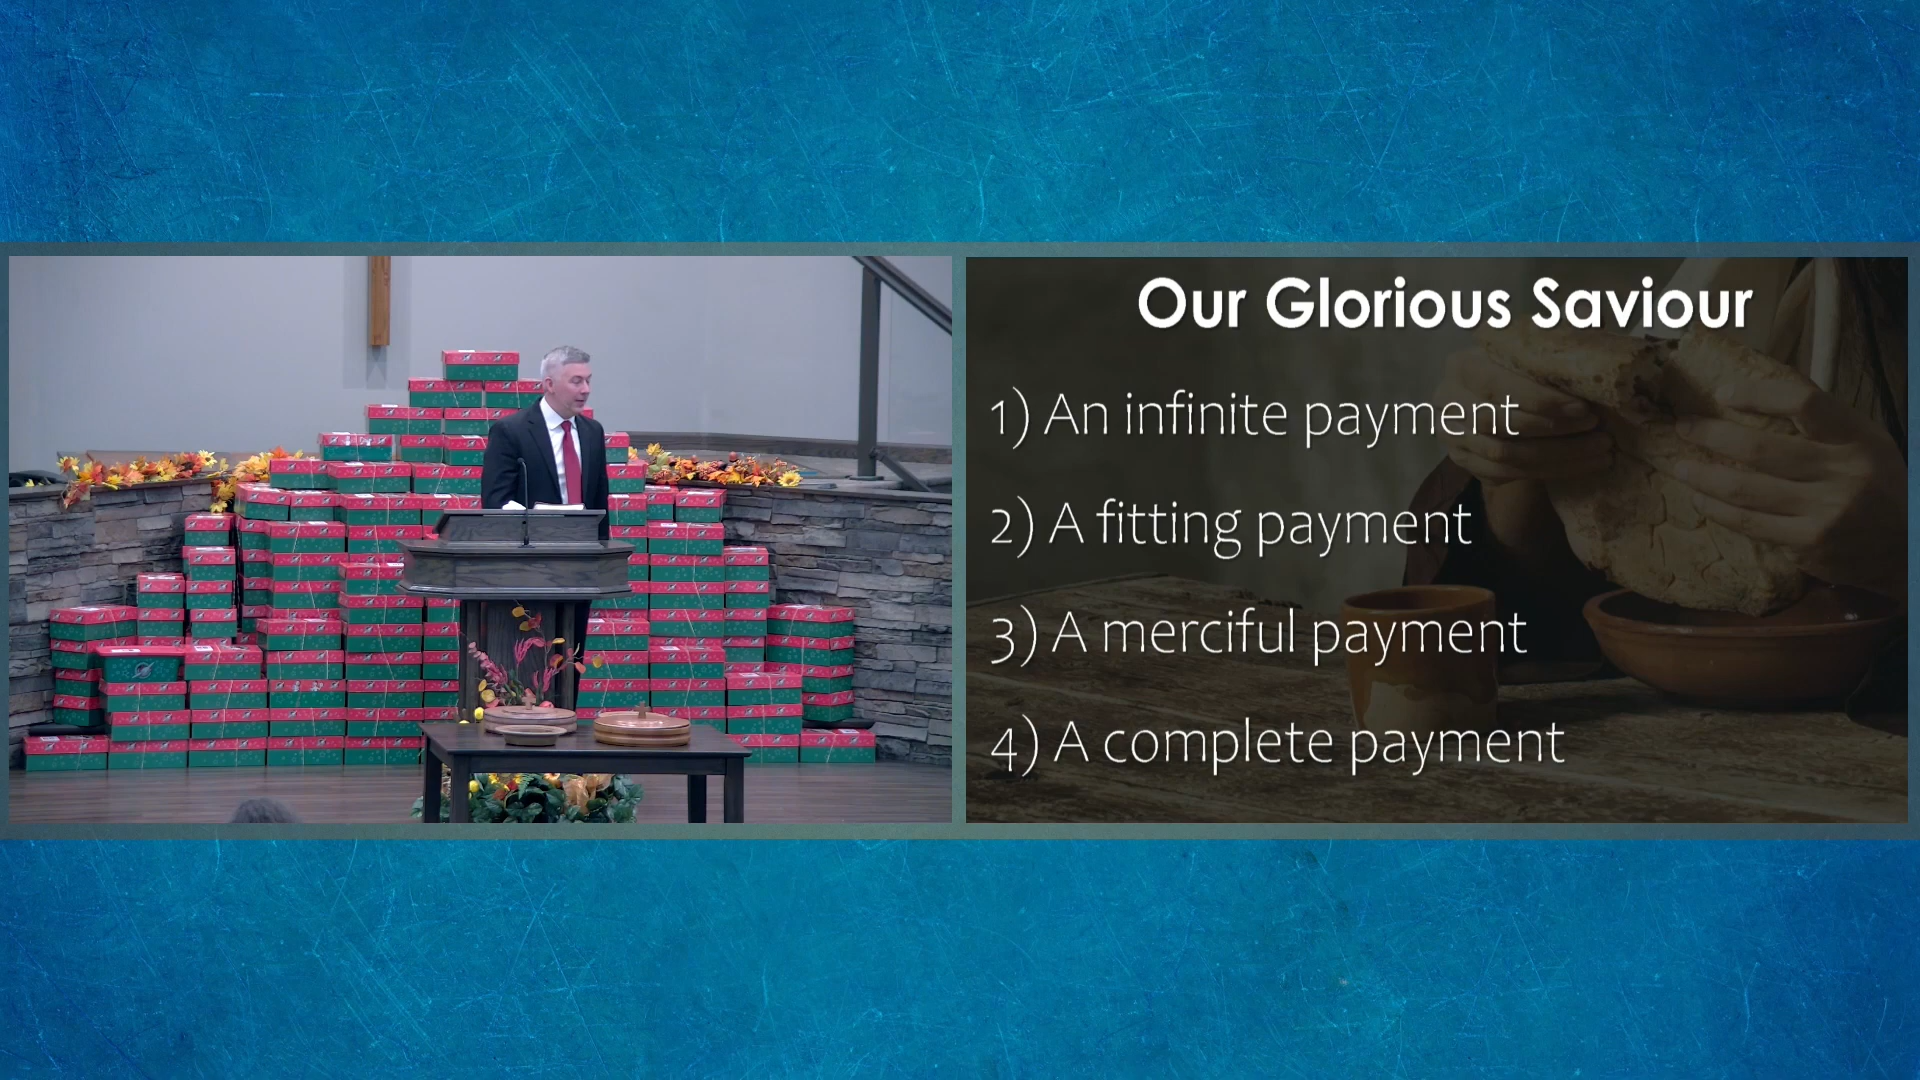 Our Glorious Saviour
1) An infinite payment
2) A fitting payment
3) A merciful payment
4) A complete payment